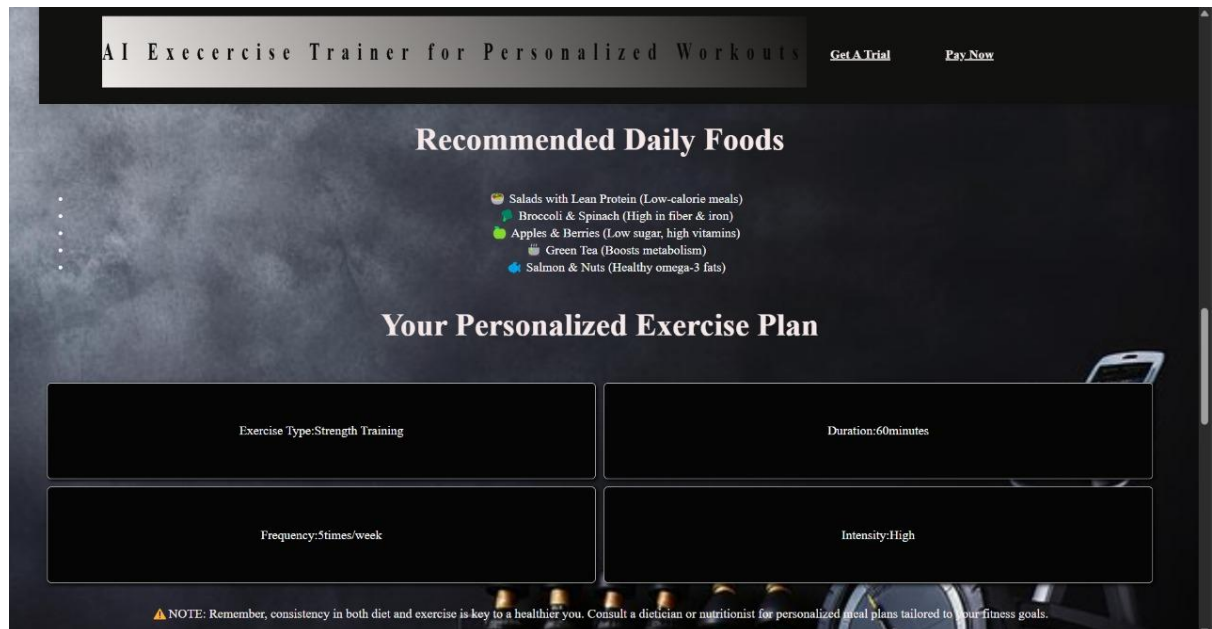 AI Execercise Trainer for Personalized Workouts
Get A Trial
Pay Now
Recommended Daily Foods
🥗 Salads with Lean Protein (Low-calorie meals)
🥦 Broccoli & Spinach (High in fiber & iron)
🍏 Apples & Berries (Low sugar, high vitamins)
🍵 Green Tea (Boosts metabolism)
🐟 Salmon & Nuts (Healthy omega-3 fats)
Your Personalized Exercise Plan
Exercise Type:Strength Training
Duration:60minutes
Frequency:5times/week
Intensity:High
⚠ NOTE: Remember, consistency in both diet and exercise is key to a healthier you. Consult a dietician or nutritionist for personalized meal plans tailored to your fitness goals.